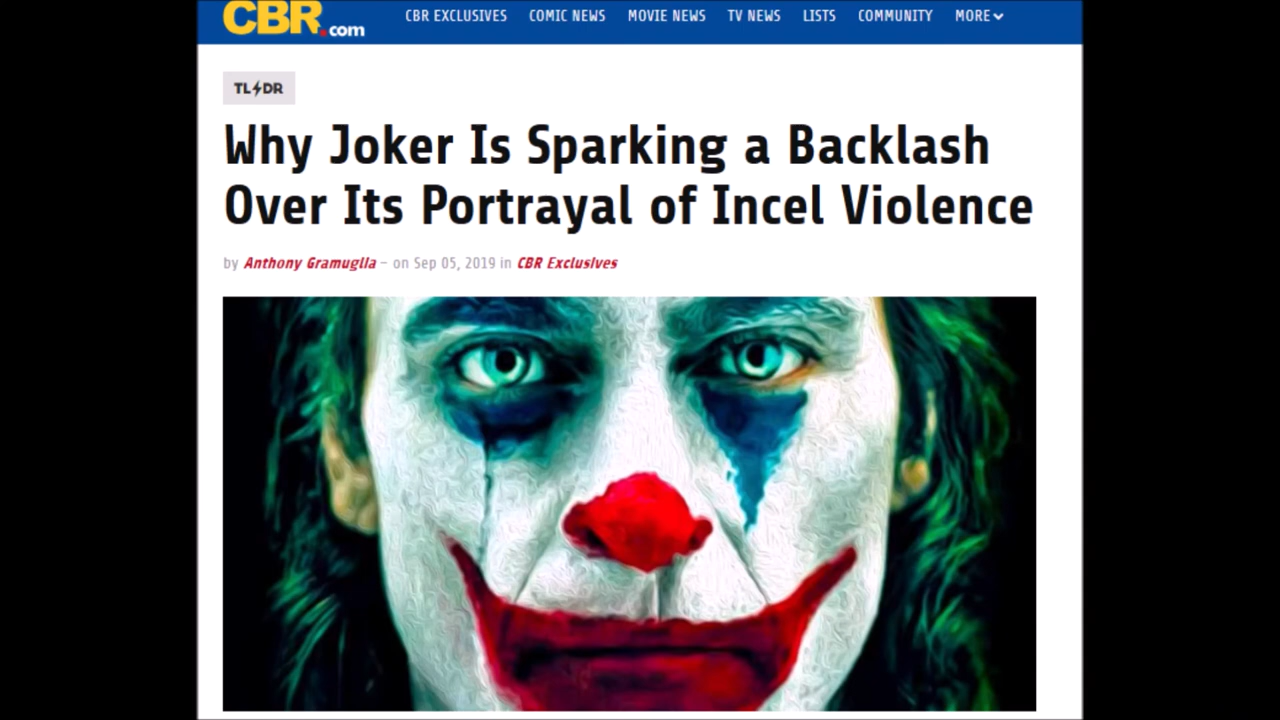 CBR.com
CBR EXCLUSIVES COMIC NEWS MOVIE NEWS TV NEWS LISTS COMMUNITY MORE
TL⚡DR
Why Joker Is Sparking a Backlash
Over Its Portrayal of Incel Violence
by Anthony Gramuglia – on Sep 05, 2019 in CBR Exclusives